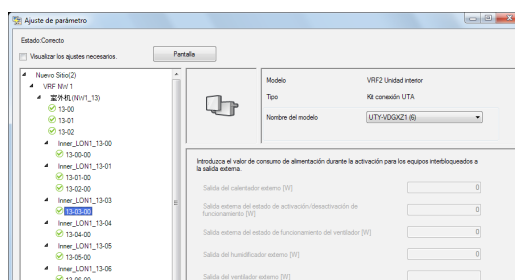 Ajuste de parámetro
Estado:Correcto
Visualizar los ajustes necesarios.
Pantalla
Nuevo Sitio(2)
VRF NW 1
室外机(NW1_13)
13-00
13-01
13-02
Inner_LON1_13-00
13-00-00
Inner_LON1_13-01
13-01-00
13-02-00
Inner_LON1_13-03
13-03-00
Inner_LON1_13-04
13-04-00
Inner_LON1_13-05
13-05-00
Inner_LON1_13-06
13-06-00
Modelo
VRF2 Unidad interior
Tipo
Kit conexión UTA
Nombre del modelo
UTY-VDGXZ1 (6)
Introduzca el valor de consumo de alimentación durante la activación para los equipos interbloqueados a
la salida externa.
Salida del calentador externo [W]
0
Salida externa del estado de activación/desactivación de
funcionamiento [W]
0
Salida externa del estado de funcionamiento del ventilador [W]
0
Salida del humidificador externo [W]
0
Salida del ventilador externo [W]